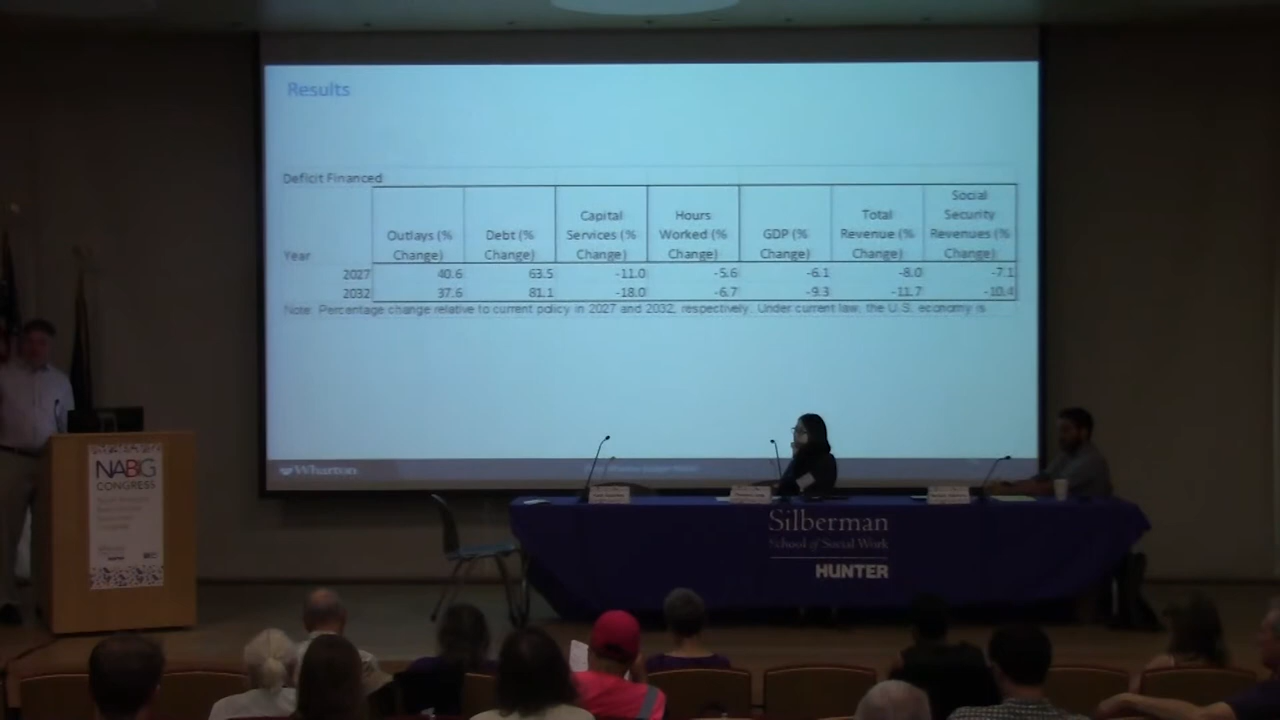 Results
Deficit Financed
Year Outlays (% Change) Debt (% Change) Capital Services (% Change) Hours Worked (% Change) GDP (% Change) Total Revenue (% Change) Social Security Revenues (% Change)
2027 40.6 63.5 -11.0 -5.6 -6.1 -8.0 -7.1
2032 37.6 81.1 -18.0 -6.7 -9.3 -11.7 -10.4
Note: Percentage change relative to current policy in 2027 and 2032, respectively. Under current law, the U.S. economy is
Wharton
NABIG
CONGRESS
Silberman
School of Social Work
HUNTER